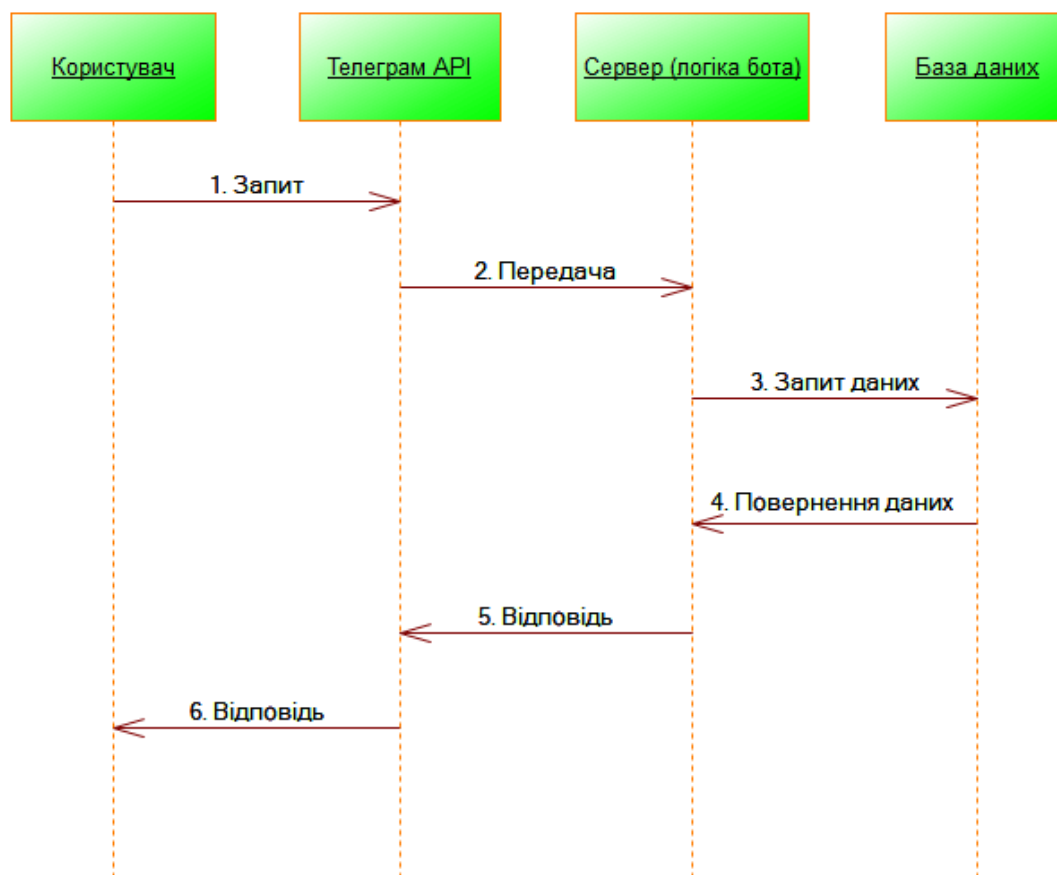 Користувач
Телеграм API
Сервер (логіка бота)
База даних
1. Запит
2. Передача
3. Запит даних
4. Повернення даних
5. Відповідь
6. Відповідь